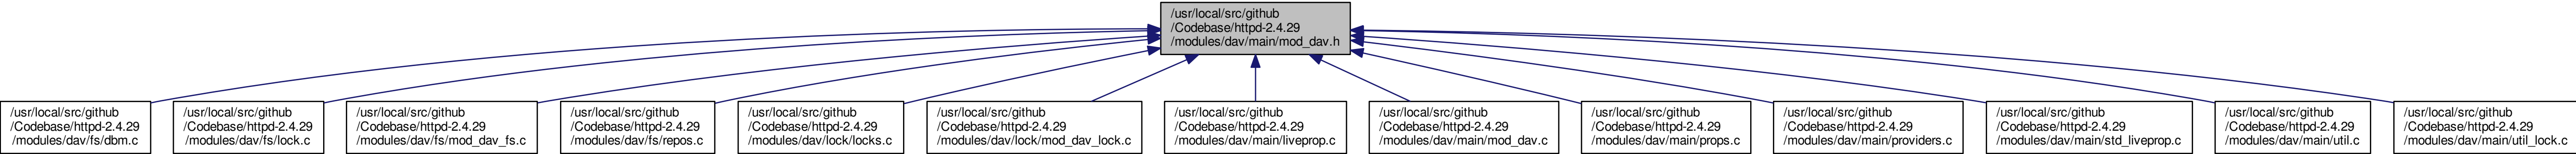 /usr/local/src/github
/Codebase/httpd-2.4.29
/modules/dav/main/mod_dav.h
/usr/local/src/github
/Codebase/httpd-2.4.29
/modules/dav/fs/dbm.c
/usr/local/src/github
/Codebase/httpd-2.4.29
/modules/dav/fs/lock.c
/usr/local/src/github
/Codebase/httpd-2.4.29
/modules/dav/fs/mod_dav_fs.c
/usr/local/src/github
/Codebase/httpd-2.4.29
/modules/dav/fs/repos.c
/usr/local/src/github
/Codebase/httpd-2.4.29
/modules/dav/lock/locks.c
/usr/local/src/github
/Codebase/httpd-2.4.29
/modules/dav/lock/mod_dav_lock.c
/usr/local/src/github
/Codebase/httpd-2.4.29
/modules/dav/main/liveprop.c
/usr/local/src/github
/Codebase/httpd-2.4.29
/modules/dav/main/mod_dav.c
/usr/local/src/github
/Codebase/httpd-2.4.29
/modules/dav/main/props.c
/usr/local/src/github
/Codebase/httpd-2.4.29
/modules/dav/main/providers.c
/usr/local/src/github
/Codebase/httpd-2.4.29
/modules/dav/main/std_liveprop.c
/usr/local/src/github
/Codebase/httpd-2.4.29
/modules/dav/main/util.c
/usr/local/src/github
/Codebase/httpd-2.4.29
/modules/dav/main/util_lock.c